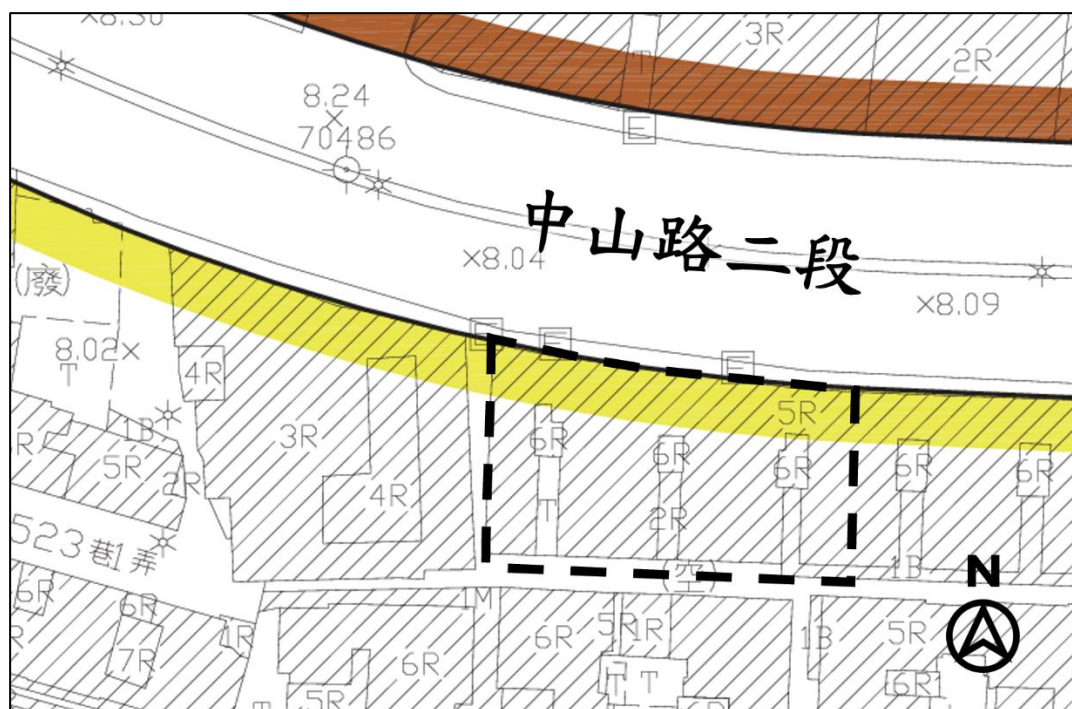 ×8.30
3R
T
2R
8.24
×
70486
E
中山路二段
×8.04
×8.09
(廢)
E
E
E
8.02×
T
4R
5R
3R
6R
6R
6R
6R
6R
1B
5R
2R
4R
T
2R
523巷1弄
(空)
1B
N
6R
6R
1M
1R
7R
6R
6R
5R
1R
1B
5R
T
T
6R
5R
T
6R